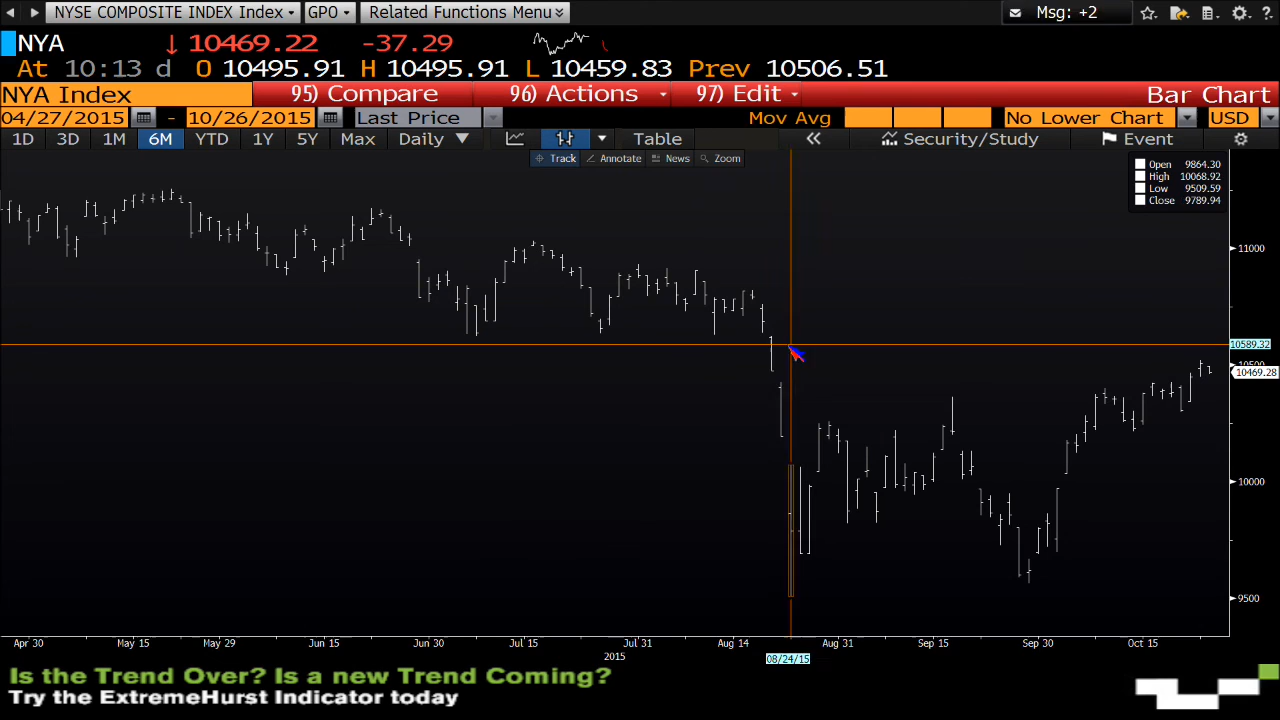 NYSE COMPOSITE INDEX Index GPO Related Functions Menu Msg: +2
NYA 10469.22 -37.29
At 10:13 d O 10495.91 H 10495.91 L 10459.83 Prev 10506.51
NYA Index 95) Compare 96) Actions 97) Edit Bar Chart
04/27/2015 - 10/26/2015 Last Price Mov Avg No Lower Chart USD
1D 3D 1M 6M YTD 1Y 5Y Max Daily Table Security/Study Event
Track Annotate News Zoom
Open 9864.30
High 10068.92
Low 9509.59
Close 9789.94
11000
10589.32
10500
10469.28
10000
9500
Apr 30 May 15 May 29 Jun 15 Jun 30 Jul 15 Jul 31 Aug 14 Aug 31 Sep 15 Sep 30 Oct 15
2015 08/24/15
Is the Trend Over? Is a new Trend Coming?
Try the ExtremeHurst Indicator today